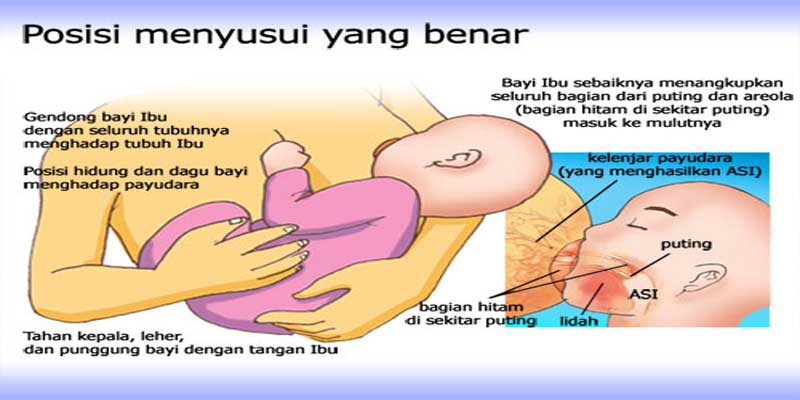 Posisi menyusui yang benar
Gendong bayi Ibu
dengan seluruh tubuhnya
menghadap tubuh Ibu
Posisi hidung dan dagu bayi
menghadap payudara
Tahan kepala, leher,
dan punggung bayi dengan tangan Ibu
Bayi Ibu sebaiknya menangkupkan
seluruh bagian dari puting dan areola
(bagian hitam di sekitar puting)
masuk ke mulutnya
kelenjar payudara
(yang menghasilkan ASI)
puting
ASI
lidah
bagian hitam
di sekitar puting